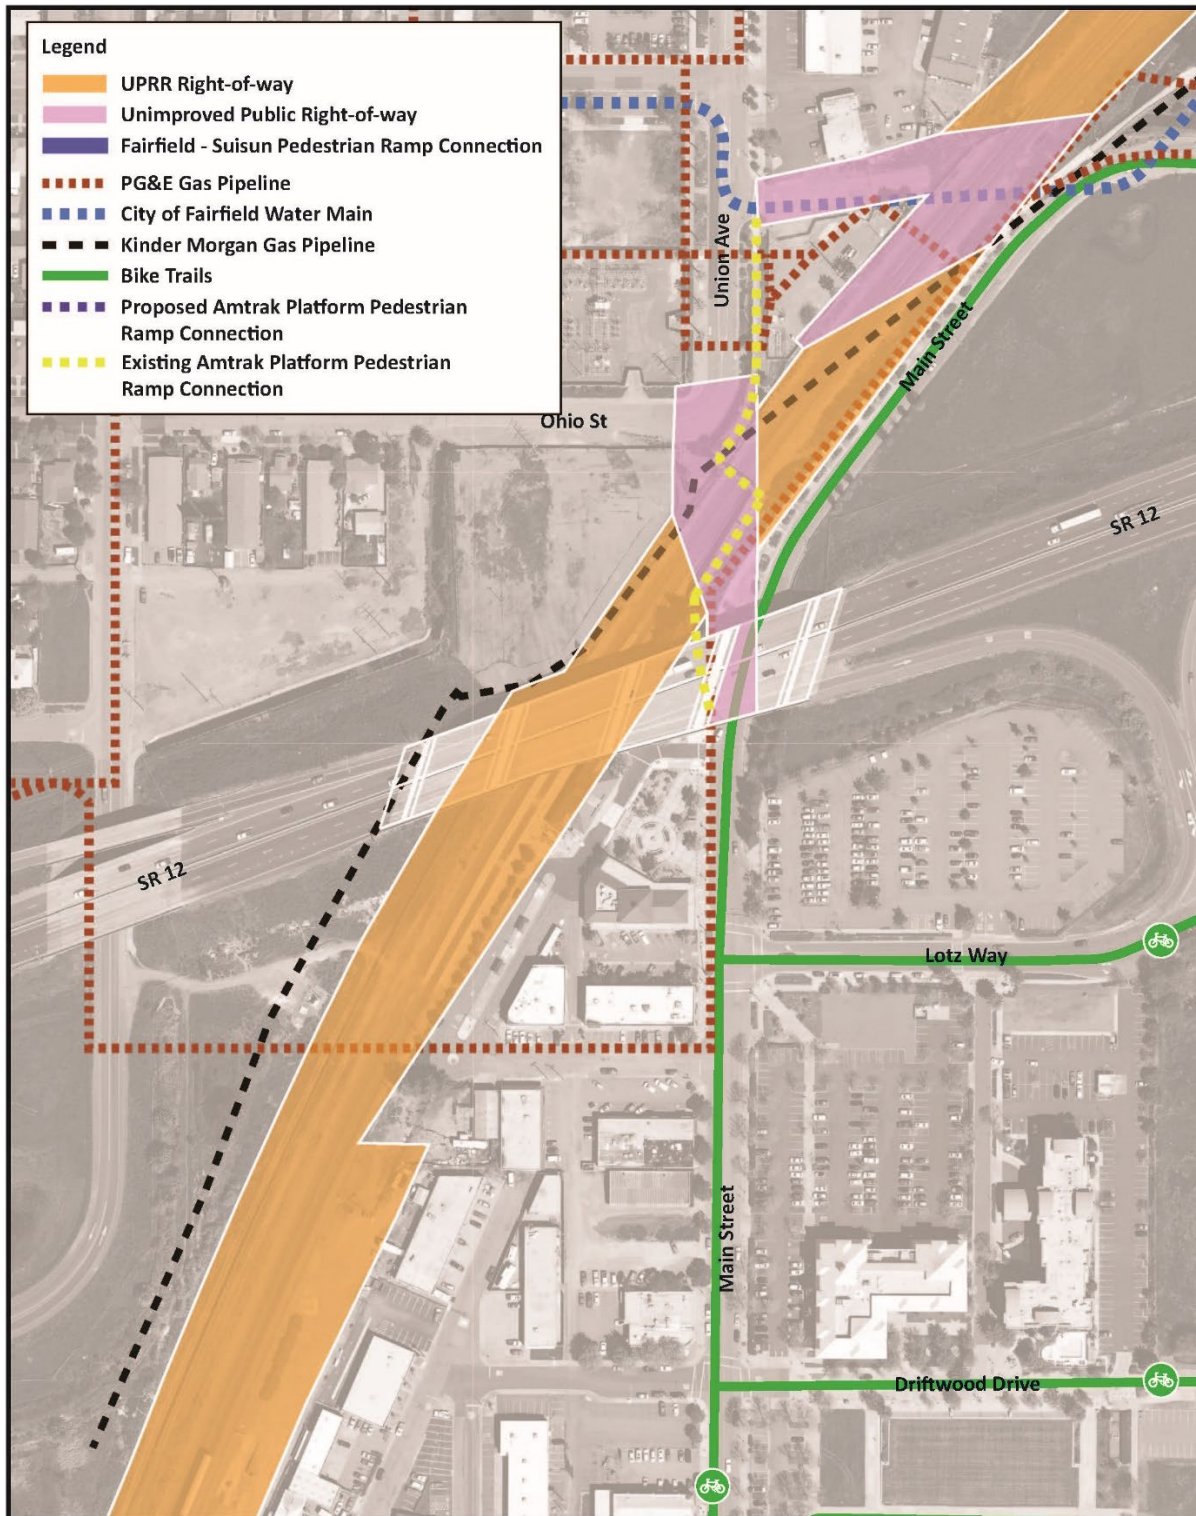 Legend
UPRR Right-of-way
Unimproved Public Right-of-way
Fairfield - Suisun Pedestrian Ramp Connection
PG&E Gas Pipeline
City of Fairfield Water Main
Kinder Morgan Gas Pipeline
Bike Trails
Proposed Amtrak Platform Pedestrian
Ramp Connection
Existing Amtrak Platform Pedestrian
Ramp Connection
Union Ave
Main Street
Ohio St
SR 12
SR 12
Lotz Way
Main Street
Driftwood Drive